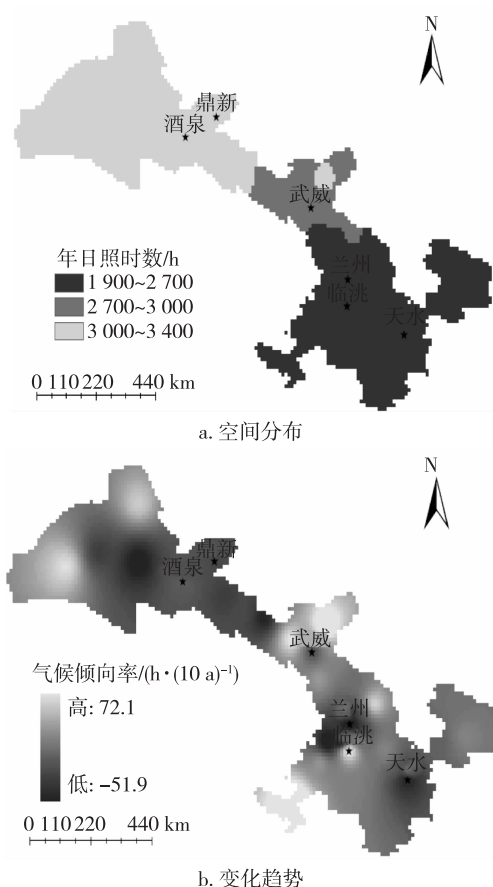 N
鼎新
酒泉
武威
年日照时数/h
1 900~2 700
2 700~3 000
3 000~3 400
兰州
临洮
天水
0 110 220 440 km
a. 空间分布
N
鼎新
酒泉
武威
气候倾向率/(h·(10 a)⁻¹)
高: 72.1
低: -51.9
兰州
临洮
天水
0 110 220 440 km
b. 变化趋势